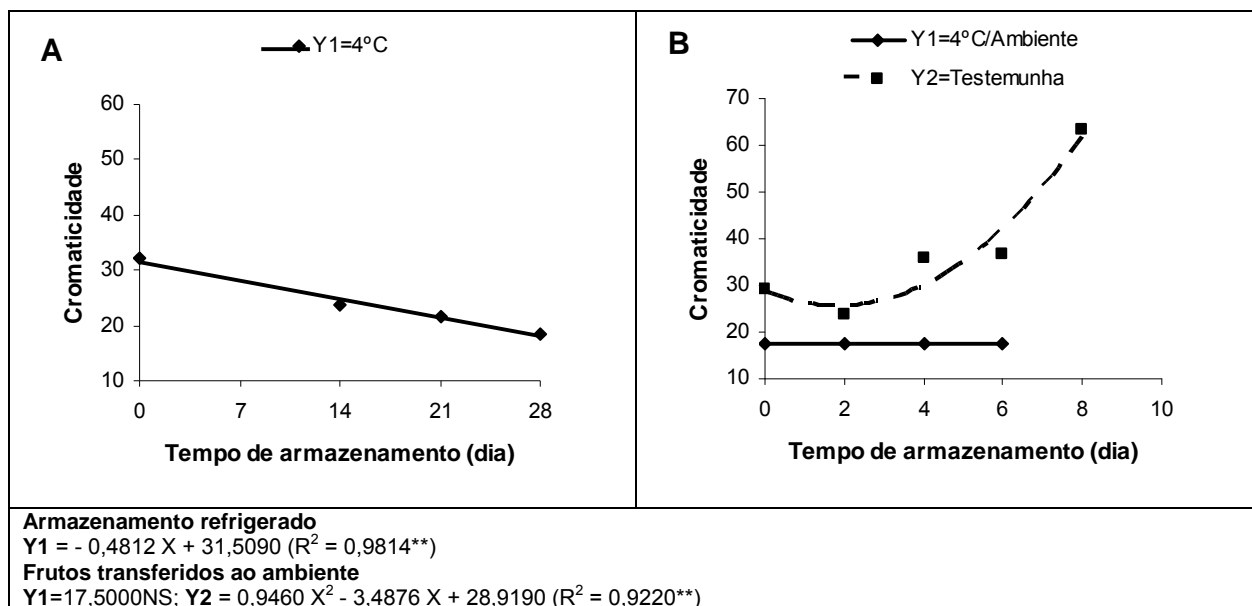 A
Y1=4ºC
Cromaticidade
60
50
40
30
20
10
0 7 14 21 28
Tempo de armazenamento (dia)
B
Y1=4ºC/Ambiente
Y2=Testemunha
Cromaticidade
70
60
50
40
30
20
10
0 2 4 6 8 10
Tempo de armazenamento (dia)
Armazenamento refrigerado
Y1 = - 0,4812 X + 31,5090 (R² = 0,9814**)
Frutos transferidos ao ambiente
Y1=17,5000NS; Y2 = 0,9460 X² - 3,4876 X + 28,9190 (R² = 0,9220**)